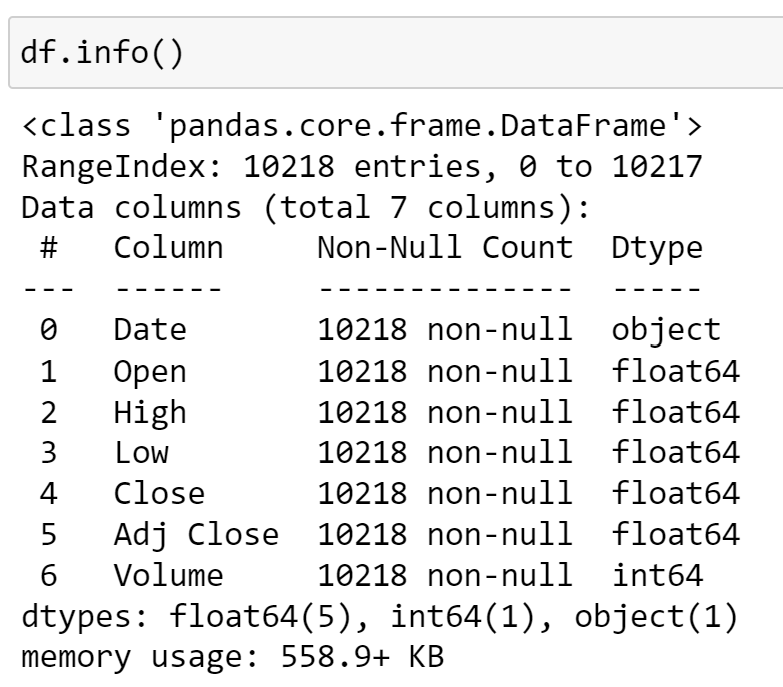 df.info()
<class 'pandas.core.frame.DataFrame'>
RangeIndex: 10218 entries, 0 to 10217
Data columns (total 7 columns):
 #   Column     Non-Null Count  Dtype
---  ------     --------------  -----
 0   Date       10218 non-null  object
 1   Open       10218 non-null  float64
 2   High       10218 non-null  float64
 3   Low        10218 non-null  float64
 4   Close      10218 non-null  float64
 5   Adj Close  10218 non-null  float64
 6   Volume     10218 non-null  int64
dtypes: float64(5), int64(1), object(1)
memory usage: 558.9+ KB